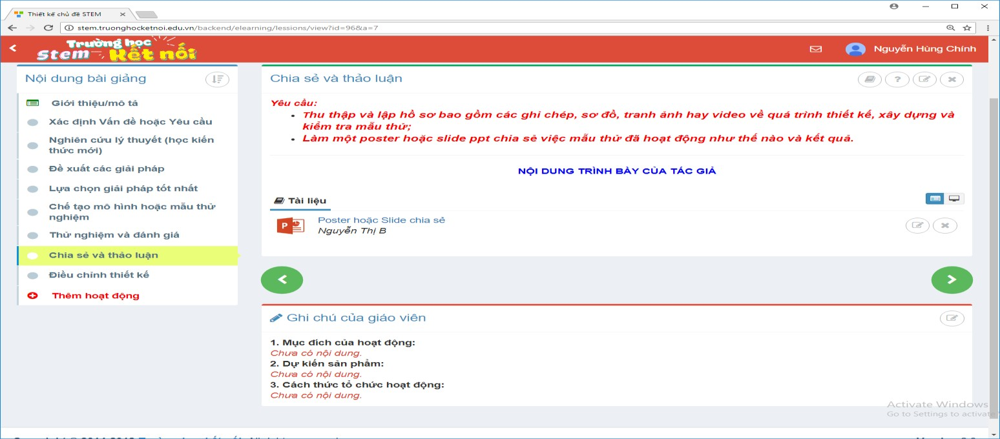 Thiết kế chủ đề STEM
stem.truonghocketnoi.edu.vn/backend/elearning/lessions/view?id=96&a=7
Trường học
Stem Kết nối
Nguyễn Hùng Chính
Nội dung bài giảng
Giới thiệu/mô tả
Xác định Vấn đề hoặc Yêu cầu
Nghiên cứu lý thuyết (học kiến
thức mới)
Đề xuất các giải pháp
Lựa chọn giải pháp tốt nhất
Chế tạo mô hình hoặc mẫu thử
nghiệm
Thử nghiệm và đánh giá
Chia sẻ và thảo luận
Điều chỉnh thiết kế
Thêm hoạt động
Chia sẻ và thảo luận
Yêu cầu:
• Thu thập và lập hồ sơ bao gồm các ghi chép, sơ đồ, tranh ảnh hay video về quá trình thiết kế, xây dựng và
kiểm tra mẫu thử;
• Làm một poster hoặc slide ppt chia sẻ việc mẫu thử đã hoạt động như thế nào và kết quả.
NỘI DUNG TRÌNH BÀY CỦA TÁC GIẢ
Tài liệu
P
Poster hoặc Slide chia sẻ
Nguyễn Thị B
Ghi chú của giáo viên
1. Mục đích của hoạt động:
Chưa có nội dung.
2. Dự kiến sản phẩm:
Chưa có nội dung.
3. Cách thức tổ chức hoạt động:
Chưa có nội dung.
Activate Windows
Go to Settings to activate